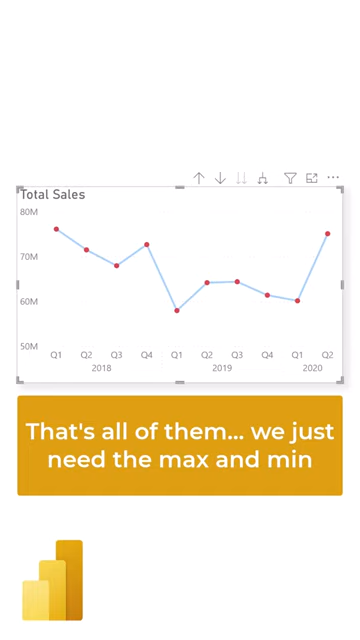 Total Sales
80M
70M
60M
50M
Q1 Q2 Q3 Q4 Q1 Q2 Q3 Q4 Q1 Q2
2018 2019 2020
That's all of them... we just
need the max and min